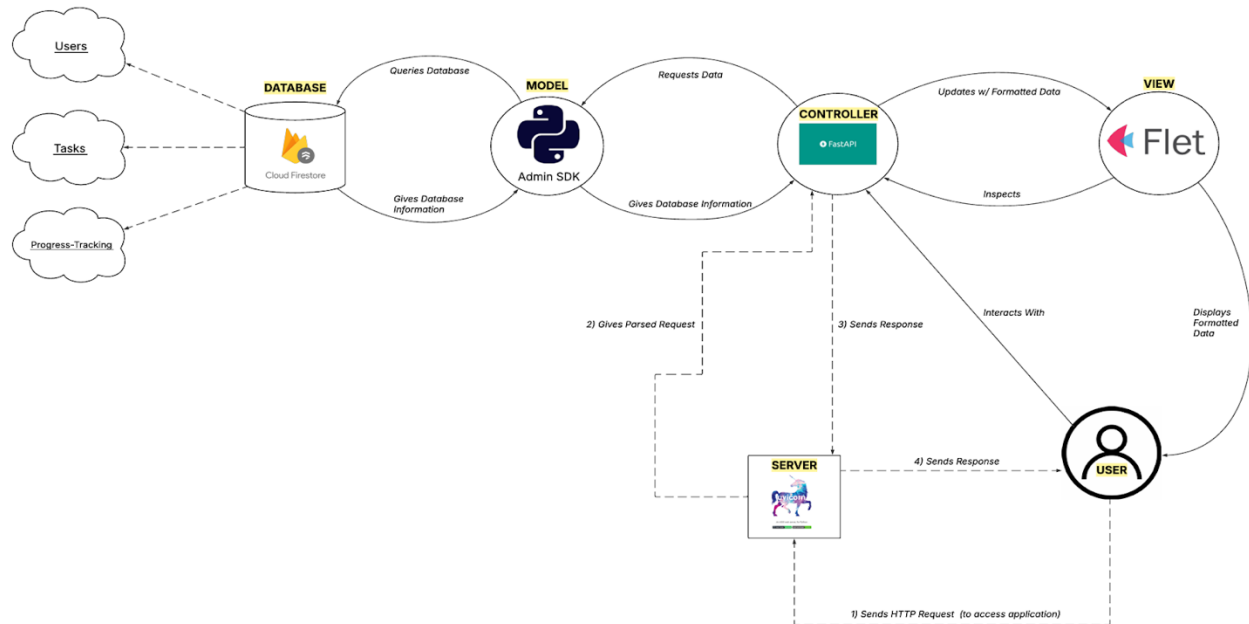 Users
Tasks
Progress-Tracking
DATABASE
Cloud Firestore
Queries Database
Gives Database
Information
MODEL
Admin SDK
Requests Data
Gives Database Information
CONTROLLER
FastAPI
Updates w/ Formatted Data
Inspects
VIEW
Flet
2) Gives Parsed Request
3) Sends Response
Interacts With
Displays
Formatted
Data
SERVER
uvicorn
4) Sends Response
USER
1) Sends HTTP Request (to access application)